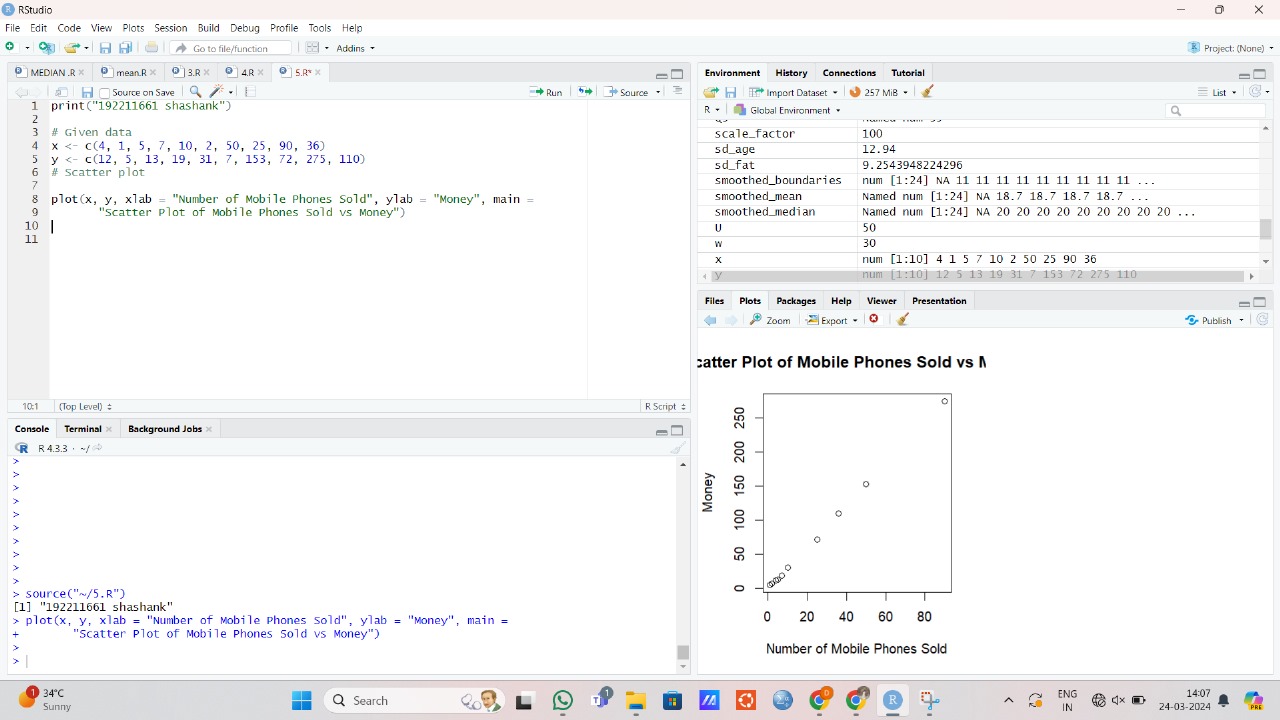 RStudio
File Edit Code View Plots Session Build Debug Profile Tools Help
Go to file/function Addins Project: (None)
MEDIAN .R mean.R 3.R 4.R 5.R*
Source on Save Run Source
1 print("192211661 shashank")
2
3 # Given data
4 x <- c(4, 1, 5, 7, 10, 2, 50, 25, 90, 36)
5 y <- c(12, 5, 13, 19, 31, 7, 153, 72, 275, 110)
6 # Scatter plot
7
8 plot(x, y, xlab = "Number of Mobile Phones Sold", ylab = "Money", main =
9 "Scatter Plot of Mobile Phones Sold vs Money")
10
11
10:1 (Top Level) R Script
Console Terminal Background Jobs
R 4.3.3 · ~/
>
>
>
>
>
>
>
>
>
>
> source("~/5.R")
[1] "192211661 shashank"
> plot(x, y, xlab = "Number of Mobile Phones Sold", ylab = "Money", main =
+ "Scatter Plot of Mobile Phones Sold vs Money")
>
>
Environment History Connections Tutorial
Import Dataset 257 MiB List
R Global Environment
scale_factor 100
sd_age 12.94
sd_fat 9.2543948224296
smoothed_boundaries num [1:24] NA 11 11 11 11 11 11 11 11 11 ...
smoothed_mean Named num [1:24] NA 18.7 18.7 18.7 18.7 ...
smoothed_median Named num [1:24] NA 20 20 20 20 20 20 20 20 20 ...
U 50
w 30
x num [1:10] 4 1 5 7 10 2 50 25 90 36
y num [1:10] 12 5 13 19 31 7 153 72 275 110
Files Plots Packages Help Viewer Presentation
Zoom Export Publish
catter Plot of Mobile Phones Sold vs M
Money
250
200
150
100
50
0
0 20 40 60 80
Number of Mobile Phones Sold
1 34°C
Sunny
Search
1
0
ENG
IN
14:07
24-03-2024
PRE